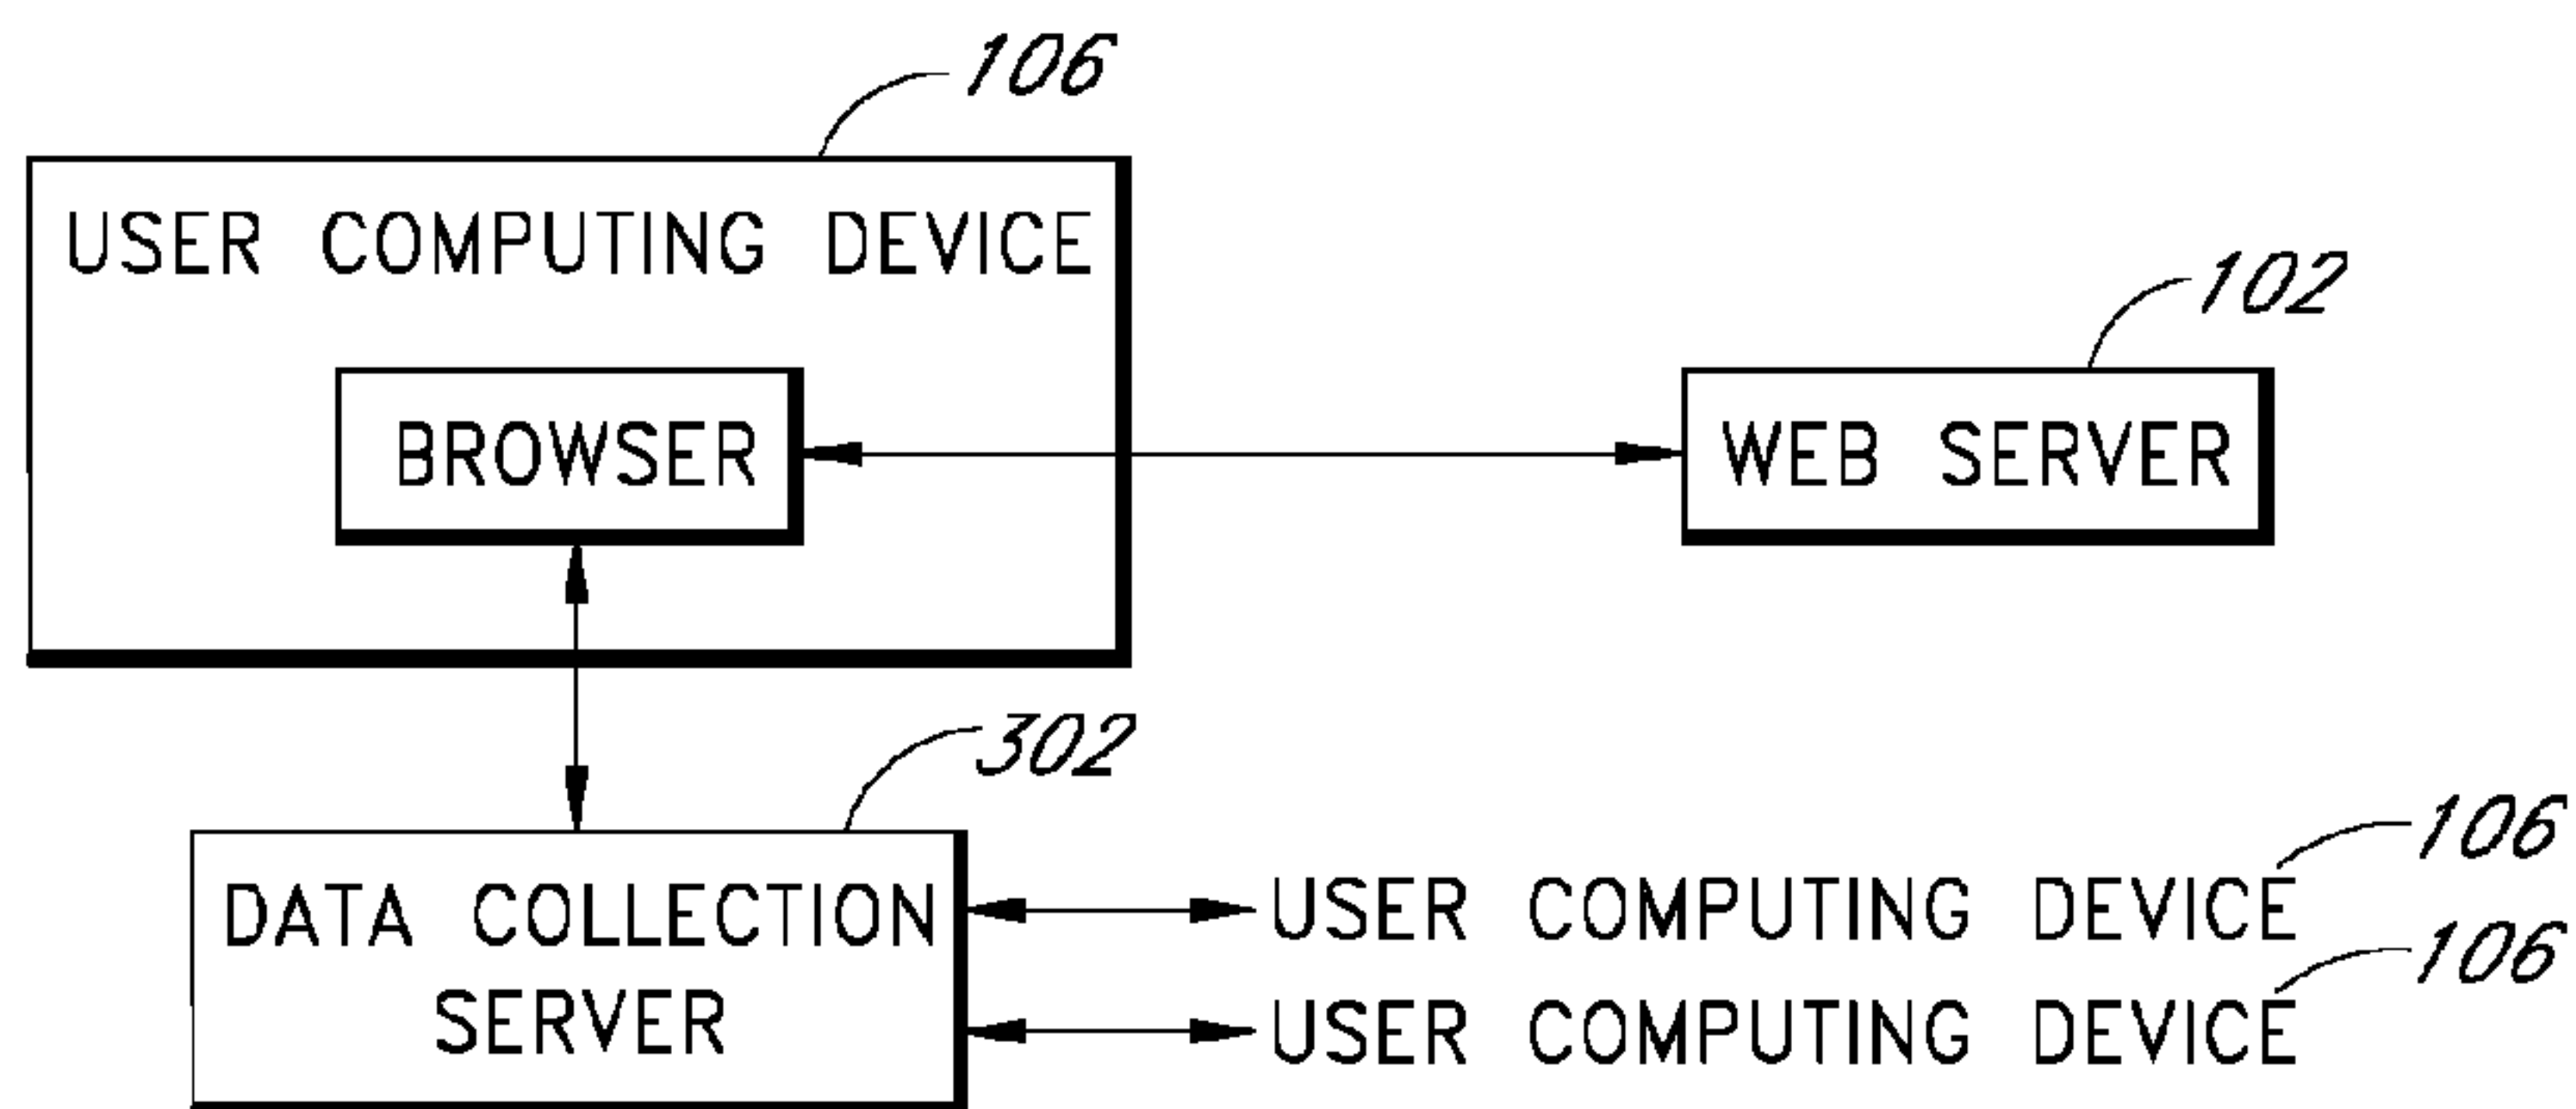 106
USER COMPUTING DEVICE
102
BROWSER
WEB SERVER
302
106
DATA COLLECTION
SERVER
USER COMPUTING DEVICE
106
USER COMPUTING DEVICE